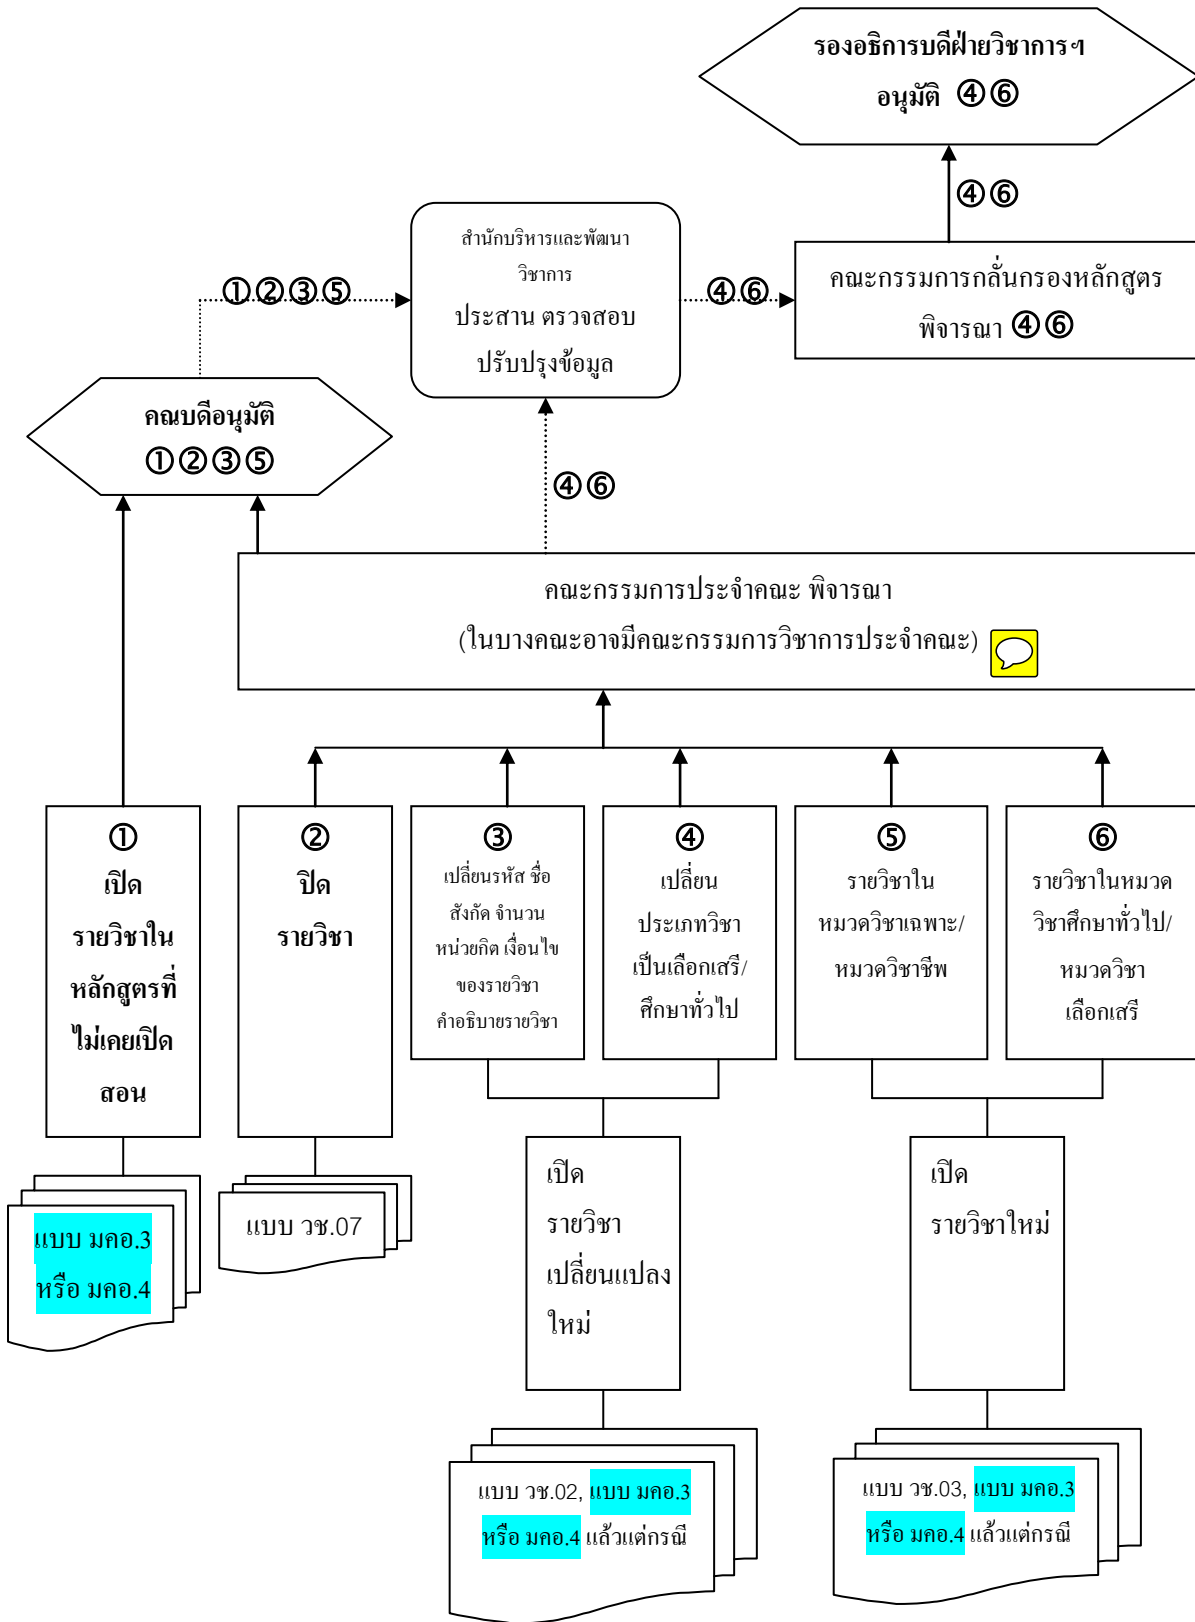 รองอธิการบดีฝ่ายวิชาการฯ
อนุมัติ ④⑥
④⑥
สำนักบริหารและพัฒนา
วิชาการ
ประสาน ตรวจสอบ
ปรับปรุงข้อมูล
①②③⑤
④⑥
คณะกรรมการกลั่นกรองหลักสูตร
พิจารณา ④⑥
คณบดีอนุมัติ
①②③⑤
④⑥
คณะกรรมการประจำคณะ พิจารณา
(ในบางคณะอาจมีคณะกรรมการวิชาการประจำคณะ)
①
เปิด
รายวิชาใน
หลักสูตรที่
ไม่เคยเปิด
สอน
②
ปิด
รายวิชา
③
เปลี่ยนรหัส ชื่อ
สังกัด จำนวน
หน่วยกิต เงื่อนไข
ของรายวิชา
คำอธิบายรายวิชา
④
เปลี่ยน
ประเภทวิชา
เป็นเลือกเสรี/
ศึกษาทั่วไป
⑤
รายวิชาใน
หมวดวิชาเฉพาะ/
หมวดวิชาชีพ
⑥
รายวิชาในหมวด
วิชาศึกษาทั่วไป/
หมวดวิชา
เลือกเสรี
แบบ มคอ.3
หรือ มคอ.4
แบบ วช.07
เปิด
รายวิชา
เปลี่ยนแปลง
ใหม่
เปิด
รายวิชาใหม่
แบบ วช.02, แบบ มคอ.3
หรือ มคอ.4 แล้วแต่กรณี
แบบ วช.03, แบบ มคอ.3
หรือ มคอ.4 แล้วแต่กรณี